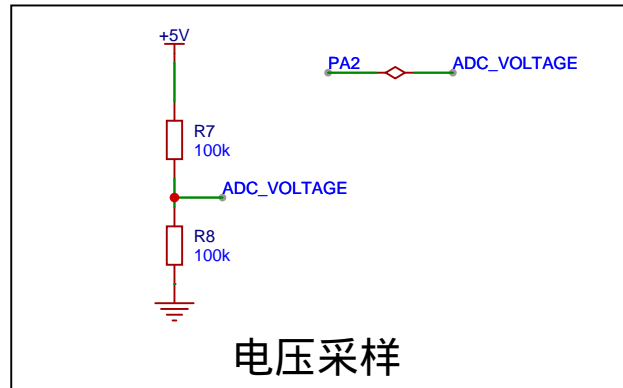 +5V
PA2
ADC_VOLTAGE
R7
100k
ADC_VOLTAGE
R8
100k
电压采样